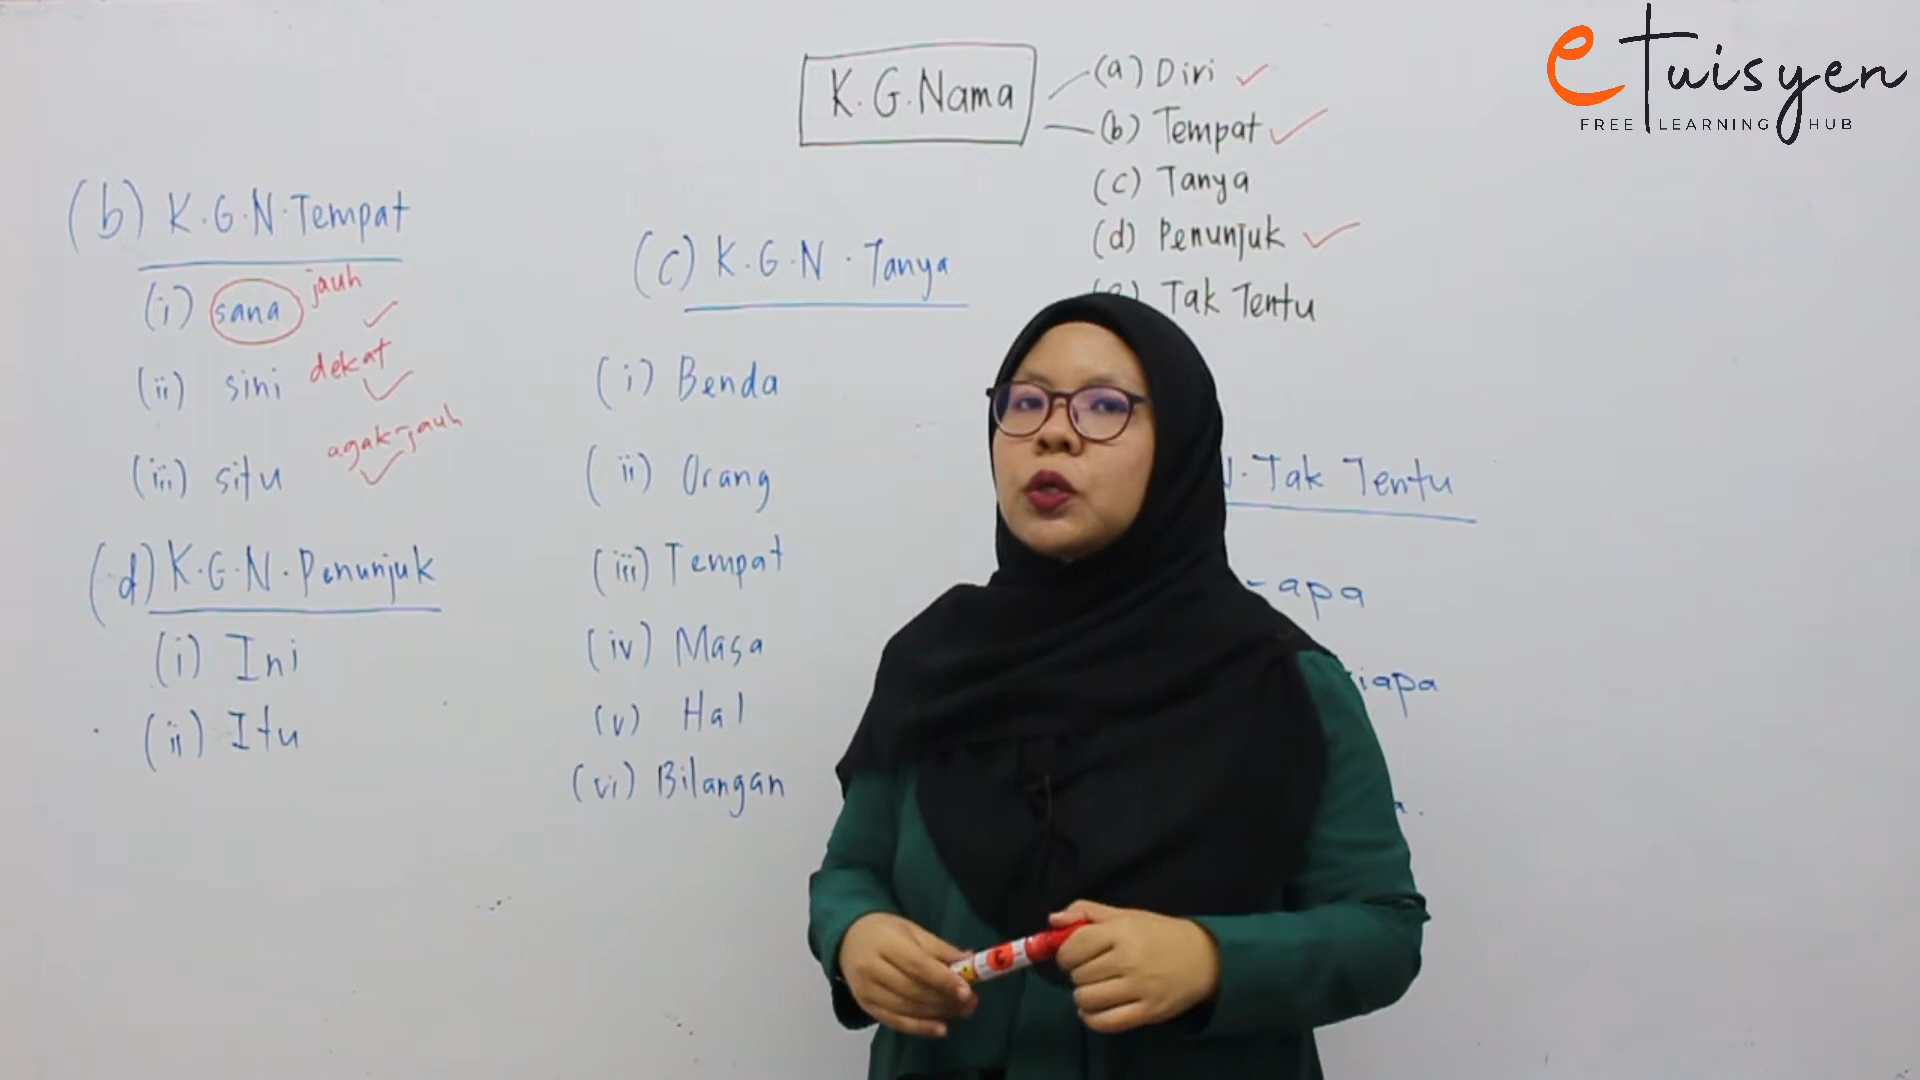 K.G.Nama
(a) Diri
(b) Tempat
(c) Tanya
(d) Penunjuk
Tak Tentu
eTuisyen
FREE LEARNING HUB
(b) K.G.N.Tempat
(i) sana jauh
(ii) sini dekat
(iii) situ agak-jauh
(d) K.G.N.Penunjuk
(i) Ini
(ii) Itu
(c) K.G.N.Tanya
(i) Benda
(ii) Orang
(iii) Tempat
(iv) Masa
(v) Hal
(vi) Bilangan
N.Tak Tentu
-apa
iapa